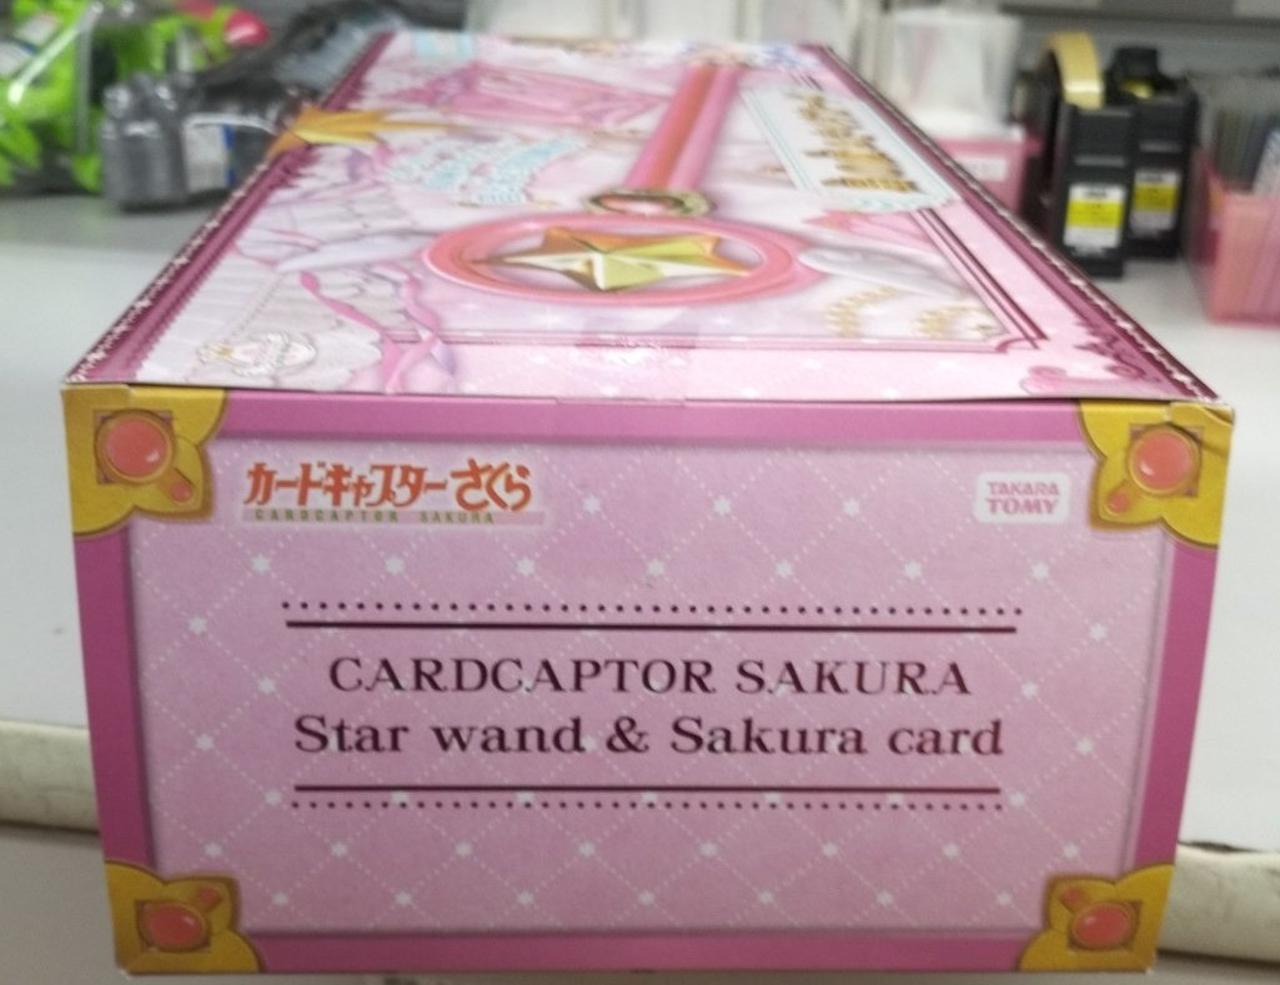 カードキャプターさくら
CARDCAPTOR SAKURA
TAKARA
TOMY
CARDCAPTOR SAKURA
Star wand & Sakura card